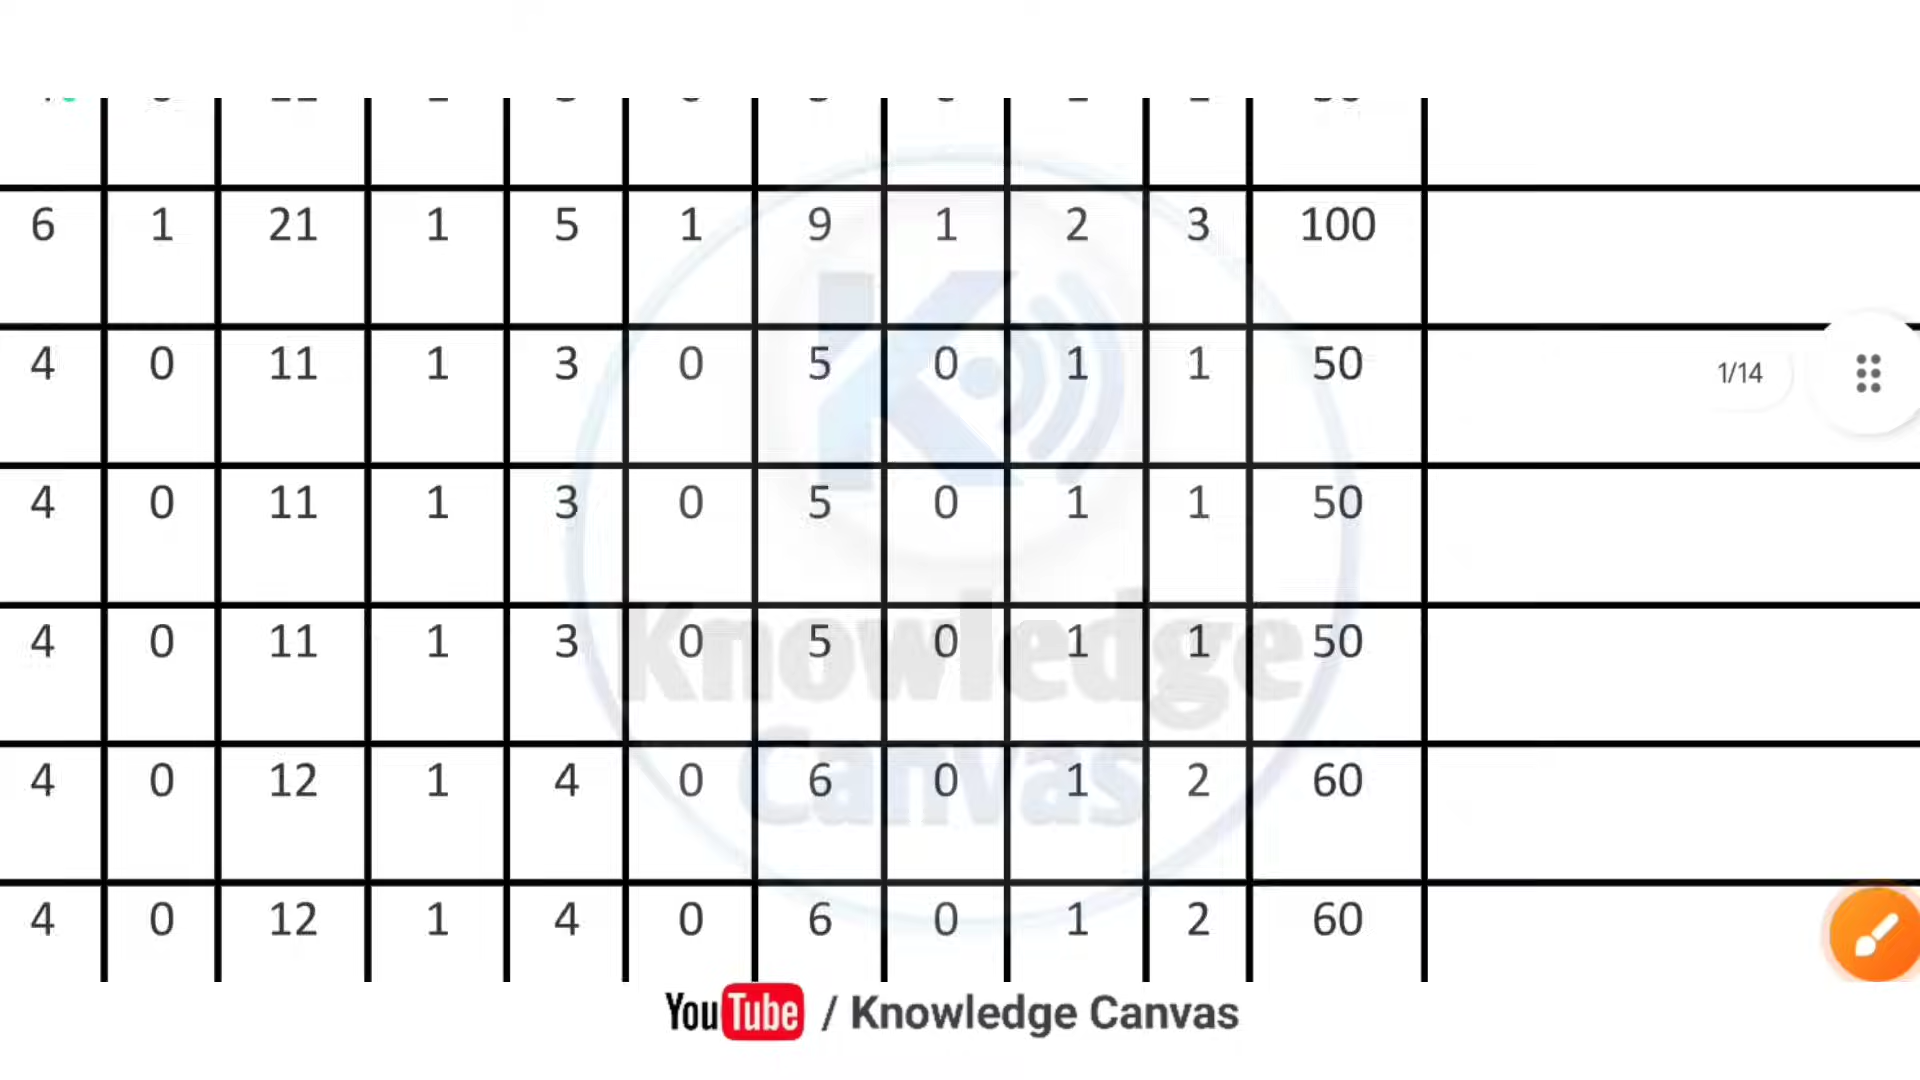 6 1 21 1 5 1 9 1 2 3 100
4 0 11 1 3 0 5 0 1 1 50
1/14
4 0 11 1 3 0 5 0 1 1 50
4 0 11 1 3 0 5 0 1 1 50
4 0 12 1 4 0 6 0 1 2 60
4 0 12 1 4 0 6 0 1 2 60
Knowledge
Canvas
YouTube / Knowledge Canvas